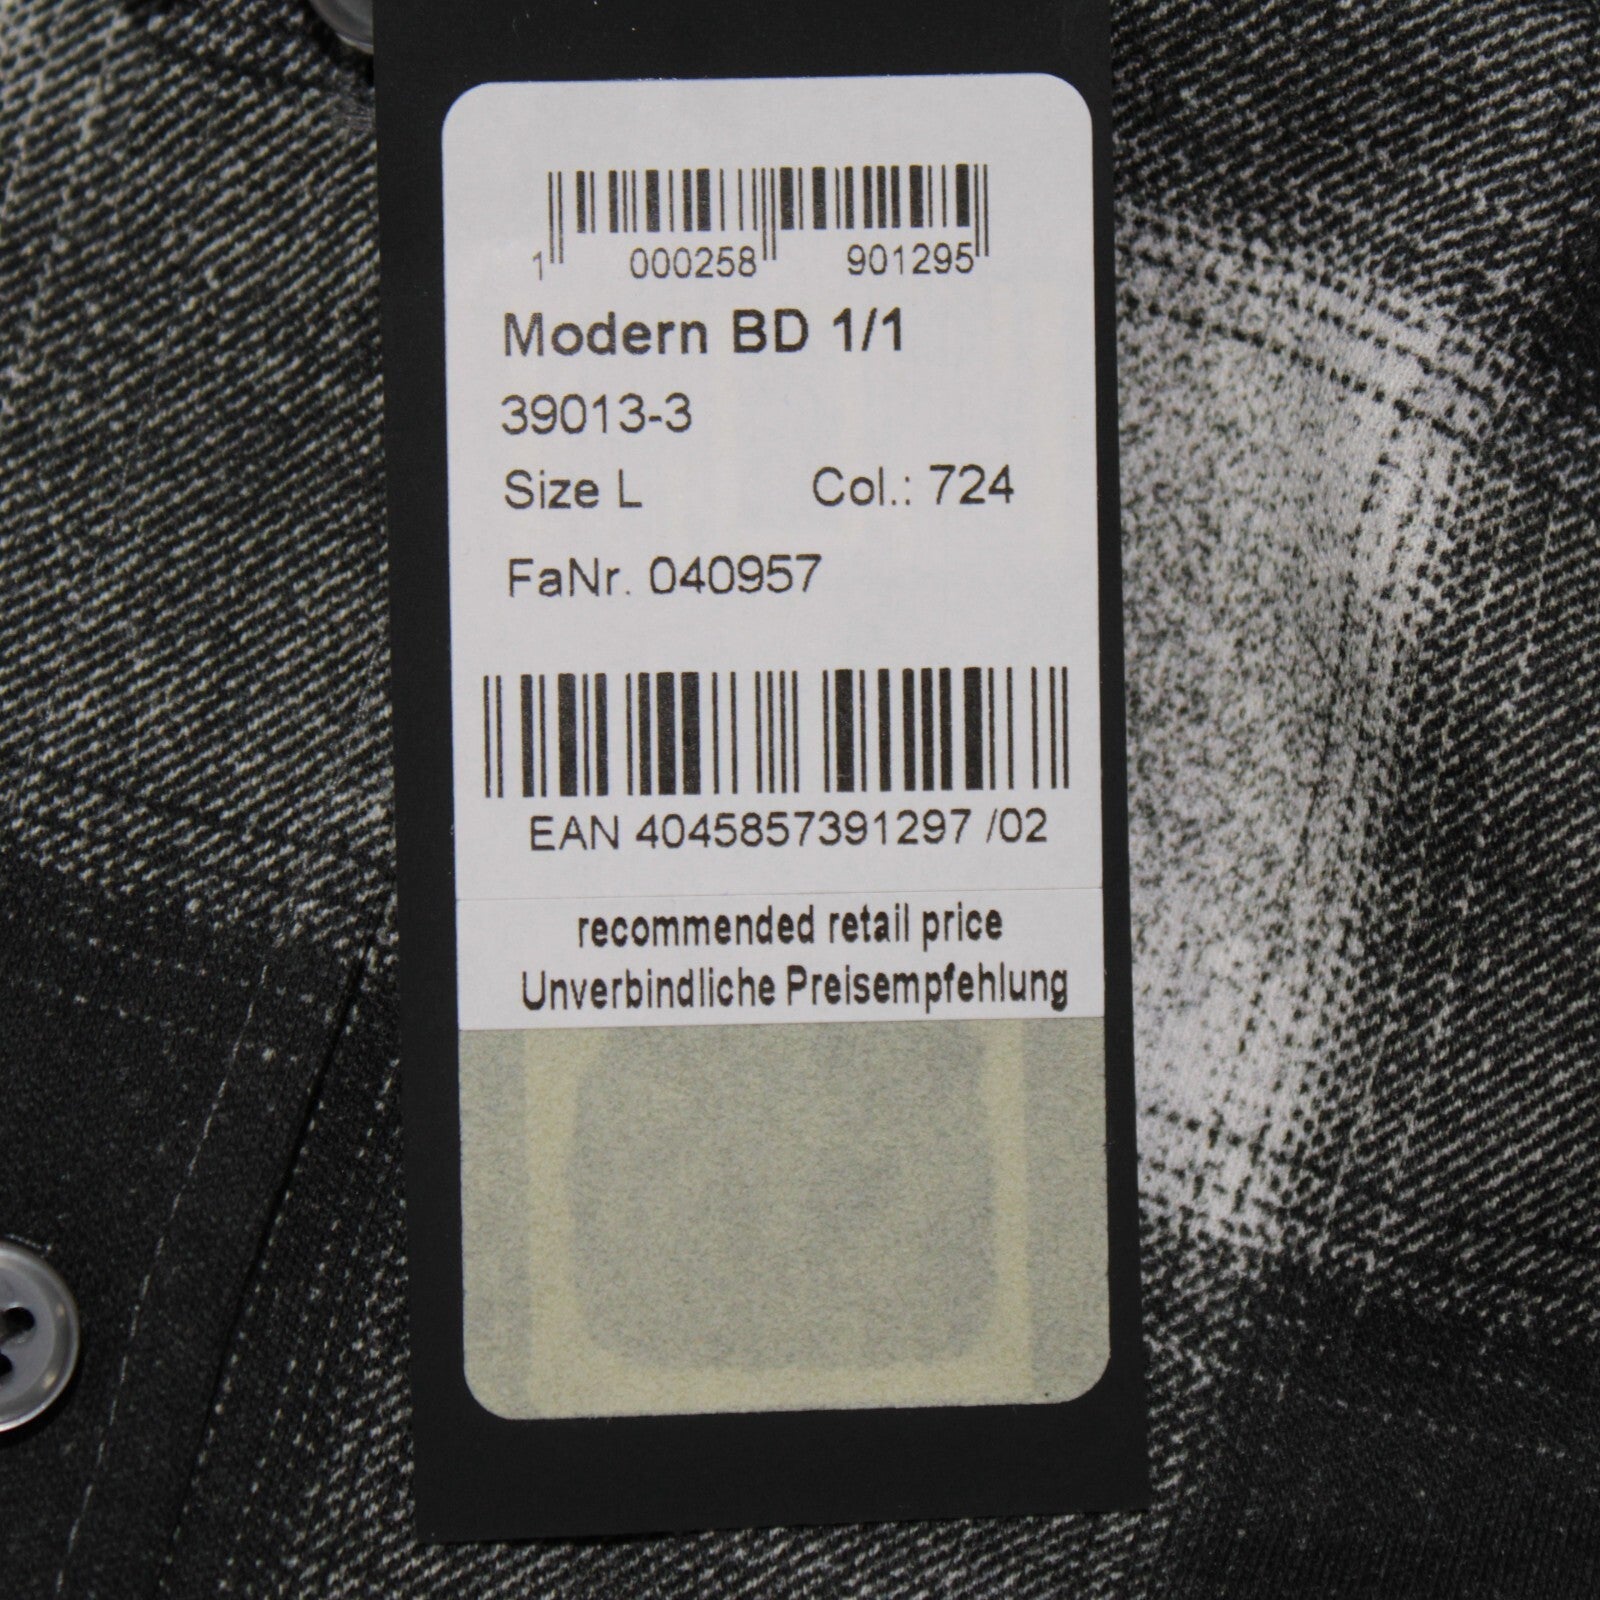 1 000258 901295
Modern BD 1/1
39013-3
Size L Col.: 724
FaNr. 040957
EAN 4045857391297 /02
recommended retail price
Unverbindliche Preisempfehlung